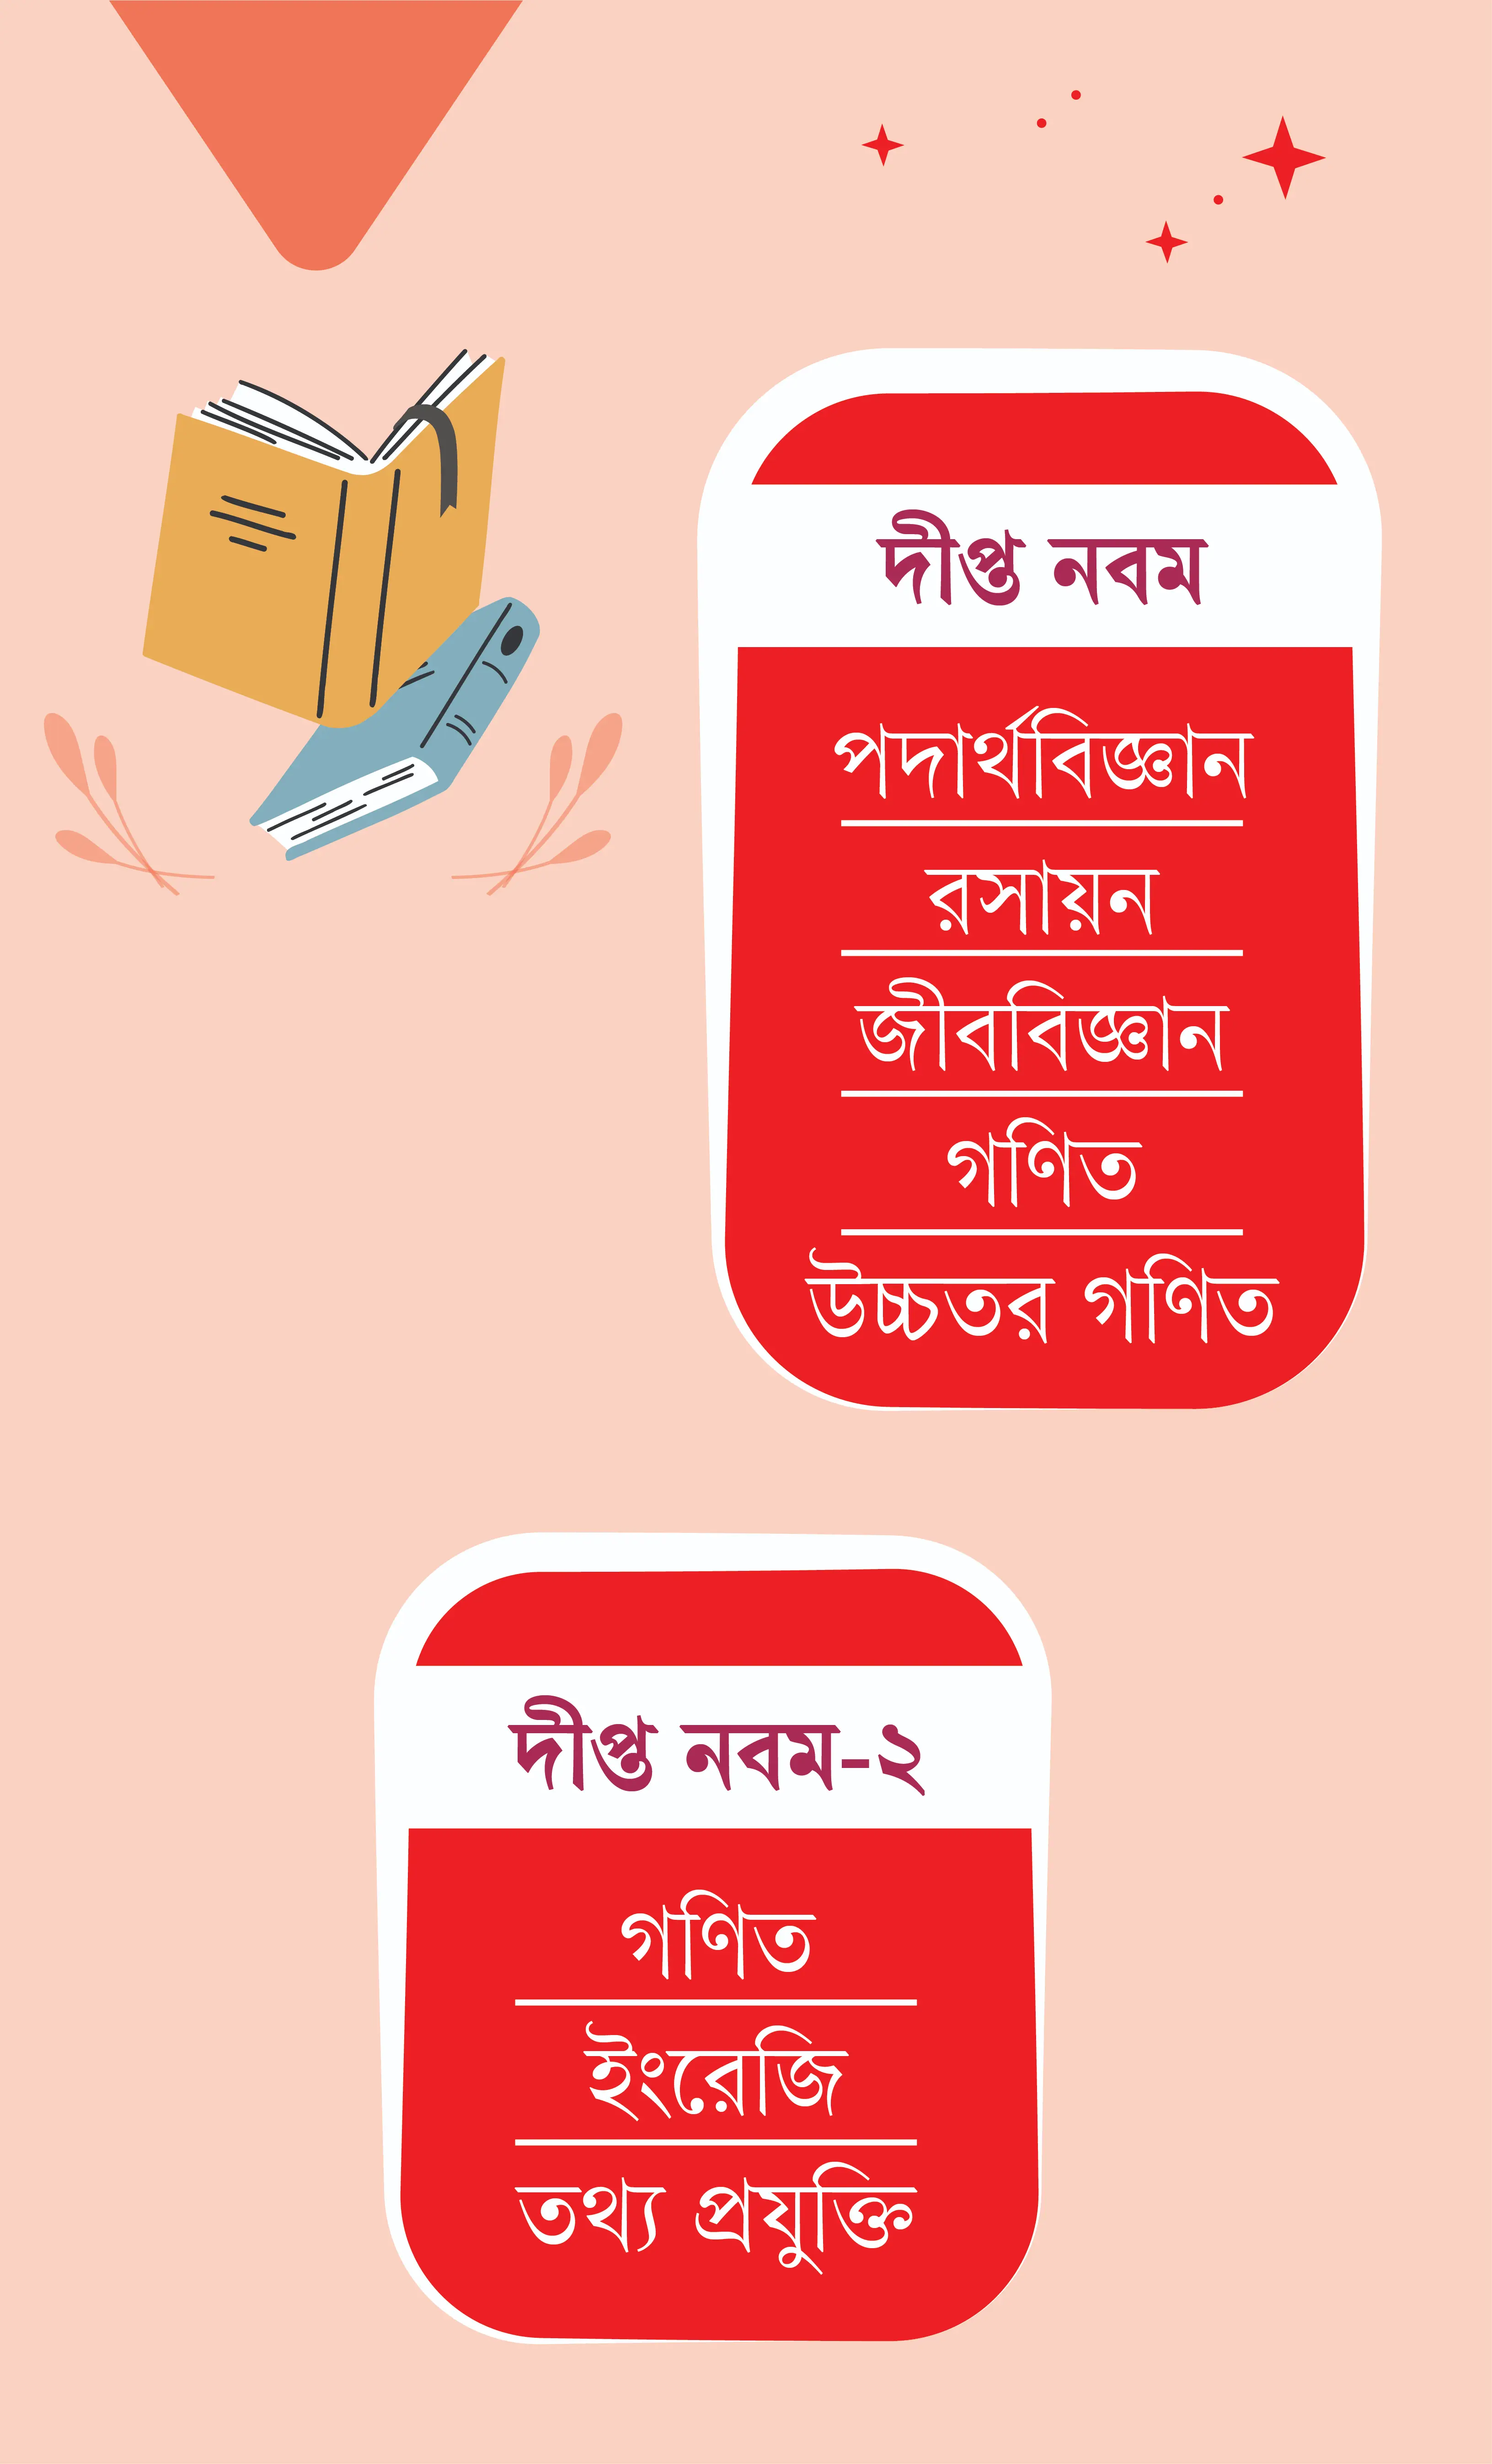 দীপ্ত নবম
পদার্থবিজ্ঞান
রসায়ন
জীববিজ্ঞান
গণিত
উচ্চতর গণিত
দীপ্ত নবম-২
গণিত
ইংরেজি
তথ্য প্রযুক্তি